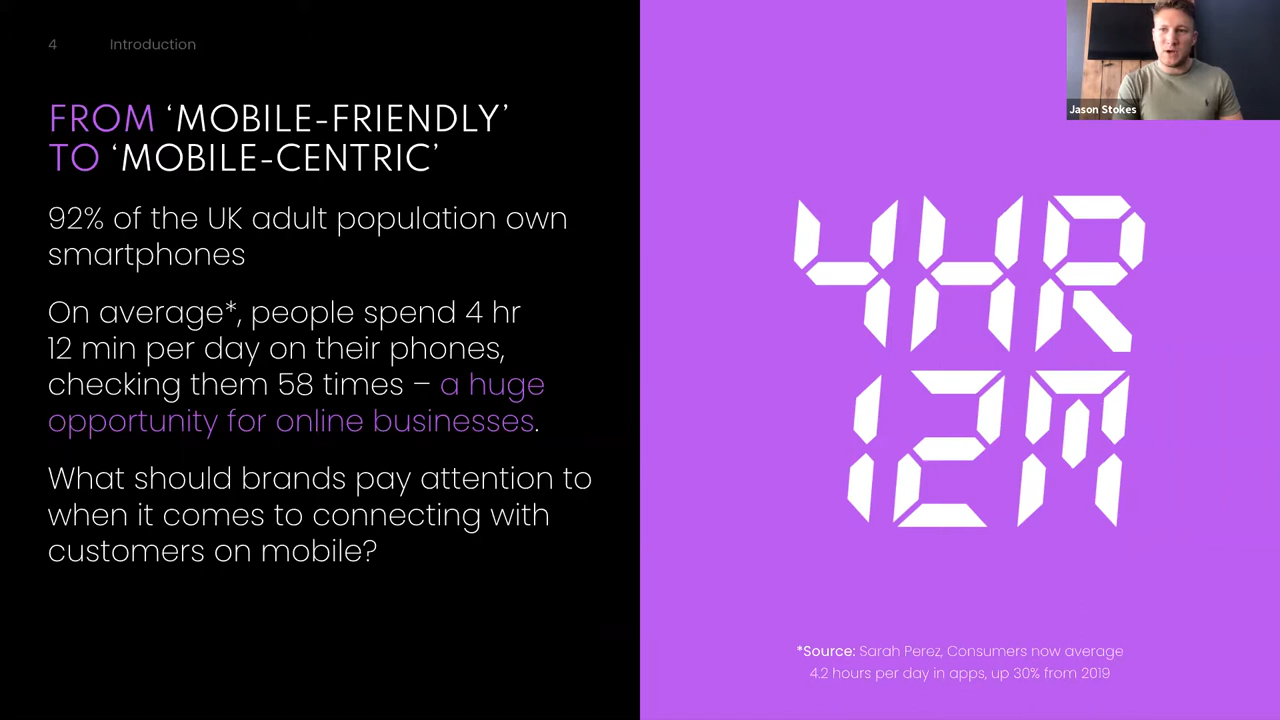 4 Introduction
FROM ‘MOBILE-FRIENDLY’
TO ‘MOBILE-CENTRIC’
92% of the UK adult population own
smartphones
On average*, people spend 4 hr
12 min per day on their phones,
checking them 58 times – a huge
opportunity for online businesses.
What should brands pay attention to
when it comes to connecting with
customers on mobile?
Jason Stokes
4HR
12M
*Source: Sarah Perez, Consumers now average
4.2 hours per day in apps, up 30% from 2019